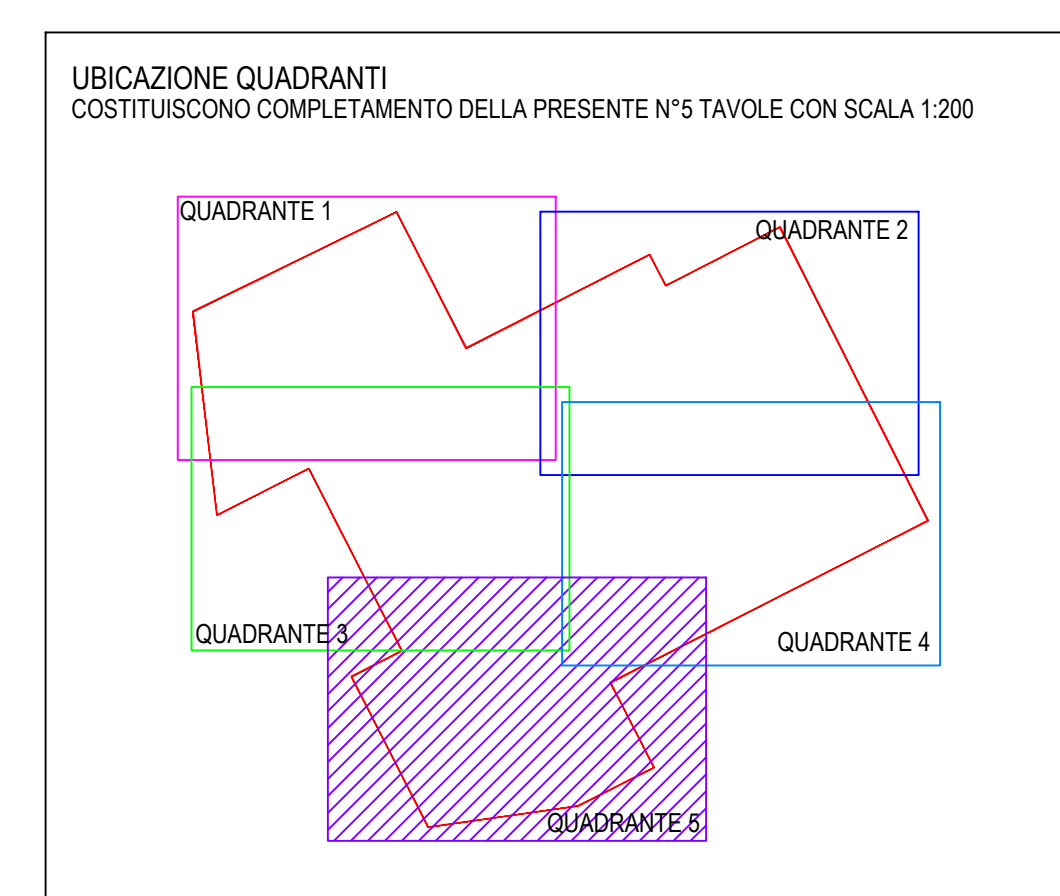 UBICAZIONE QUADRANTI
COSTITUISCONO COMPLETAMENTO DELLA PRESENTE N°5 TAVOLE CON SCALA 1:200
QUADRANTE 1
QUADRANTE 2
QUADRANTE 3
QUADRANTE 4
QUADRANTE 5